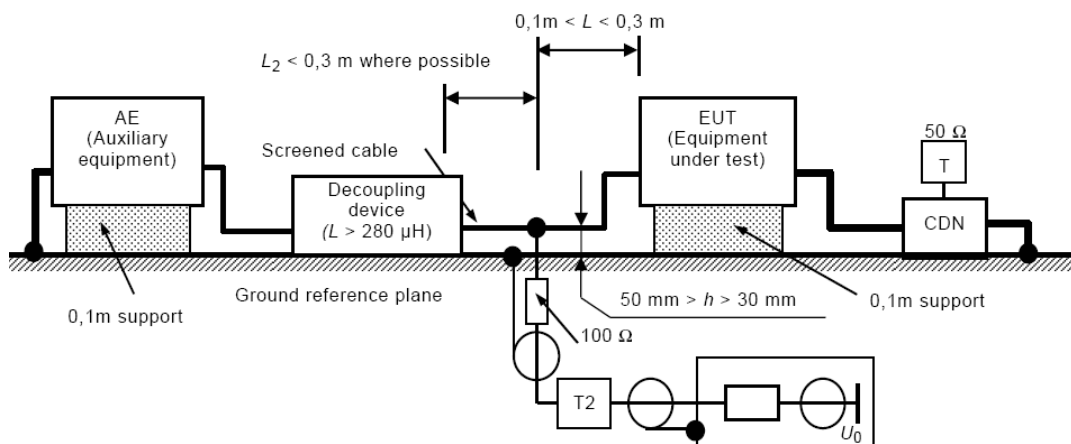 0,1m < L < 0,3 m
L2 < 0,3 m where possible
AE
(Auxiliary
equipment)
Screened cable
EUT
(Equipment
under test)
50 Ω
T
Decoupling
device
(L > 280 µH)
CDN
Ground reference plane
0,1m support
50 mm > h > 30 mm
0,1m support
100 Ω
T2
U0